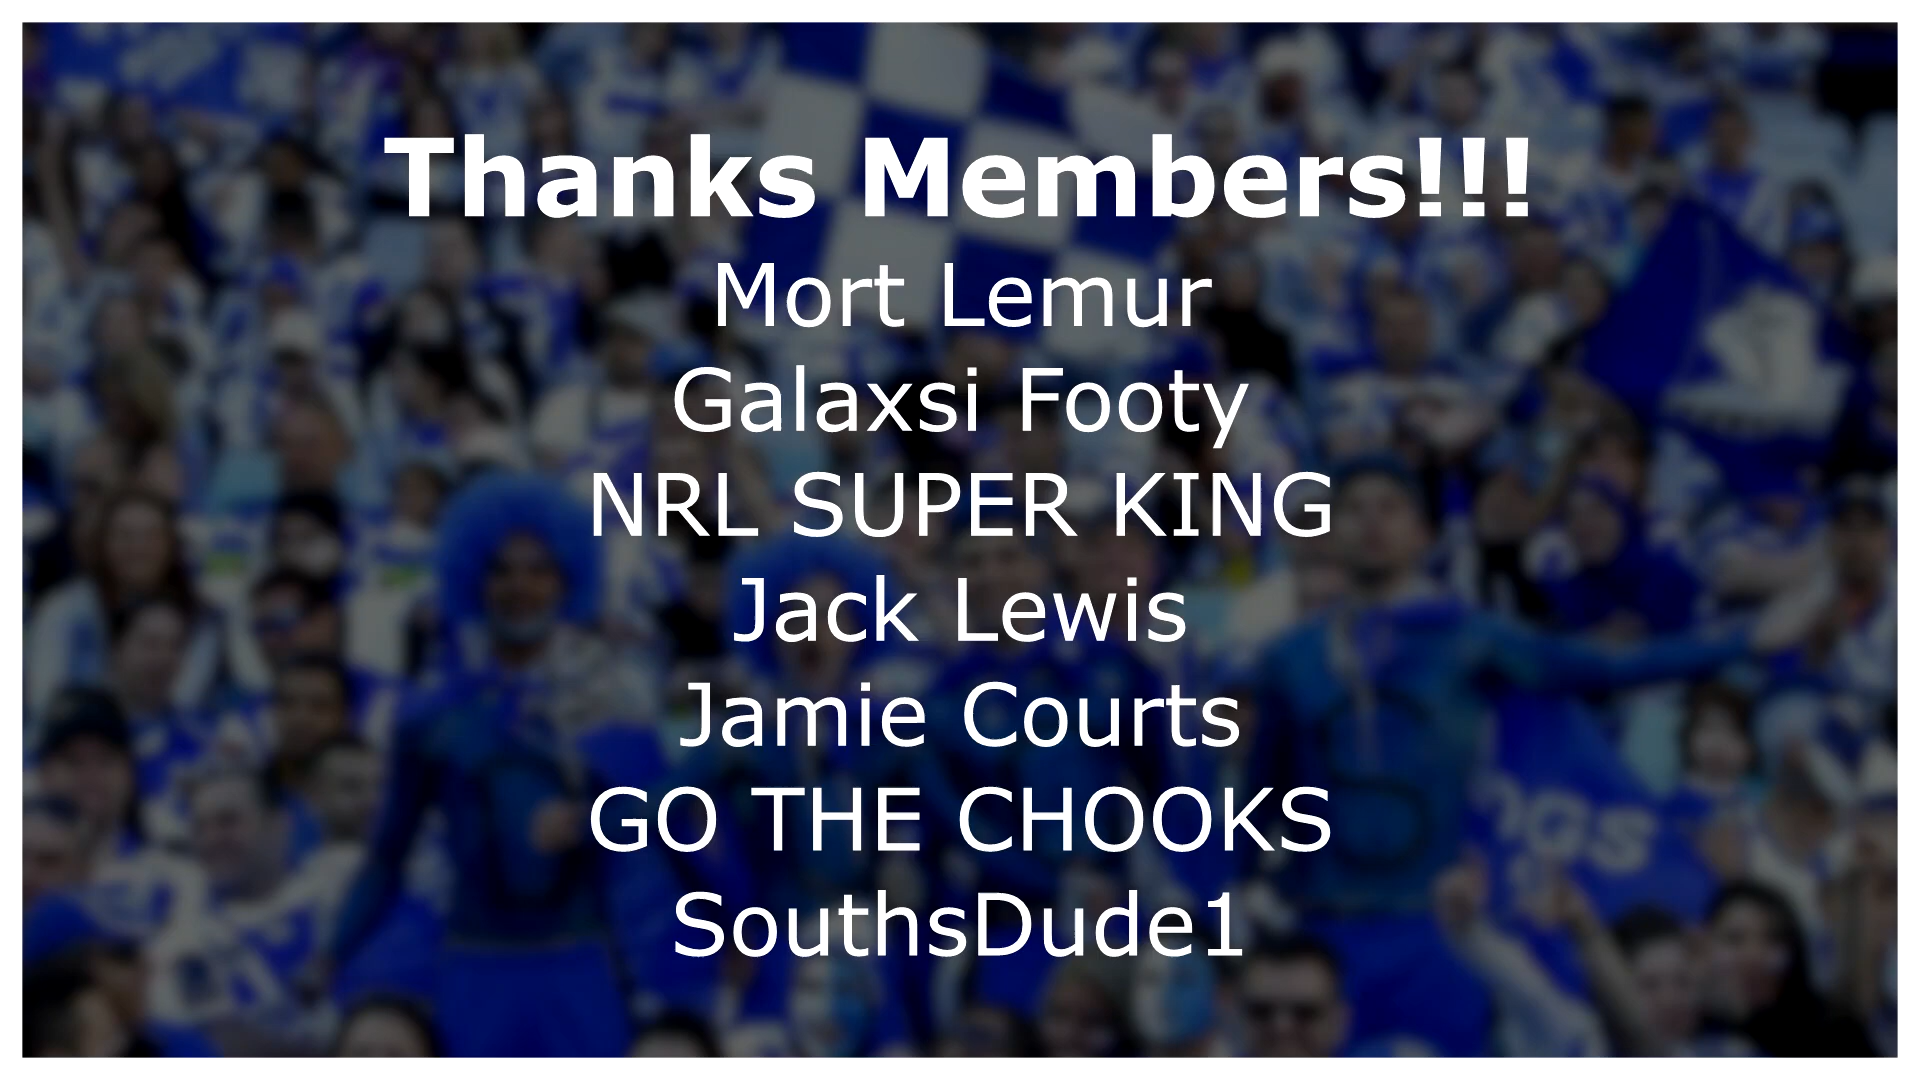 Thanks Members!!!
Mort Lemur
Galaxsi Footy
NRL SUPER KING
Jack Lewis
Jamie Courts
GO THE CHOOKS
SouthsDude1